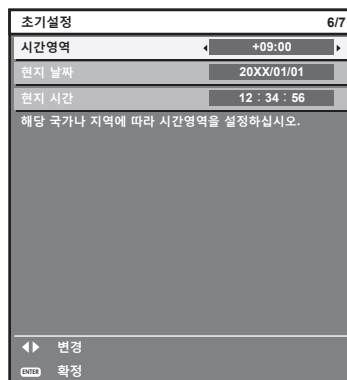 초기설정 6/7
시간영역 +09:00
현지 날짜 20XX/01/01
현지 시간 12 : 34 : 56
해당 국가나 지역에 따라 시간영역을 설정하십시오.
변경
ENTER 확정